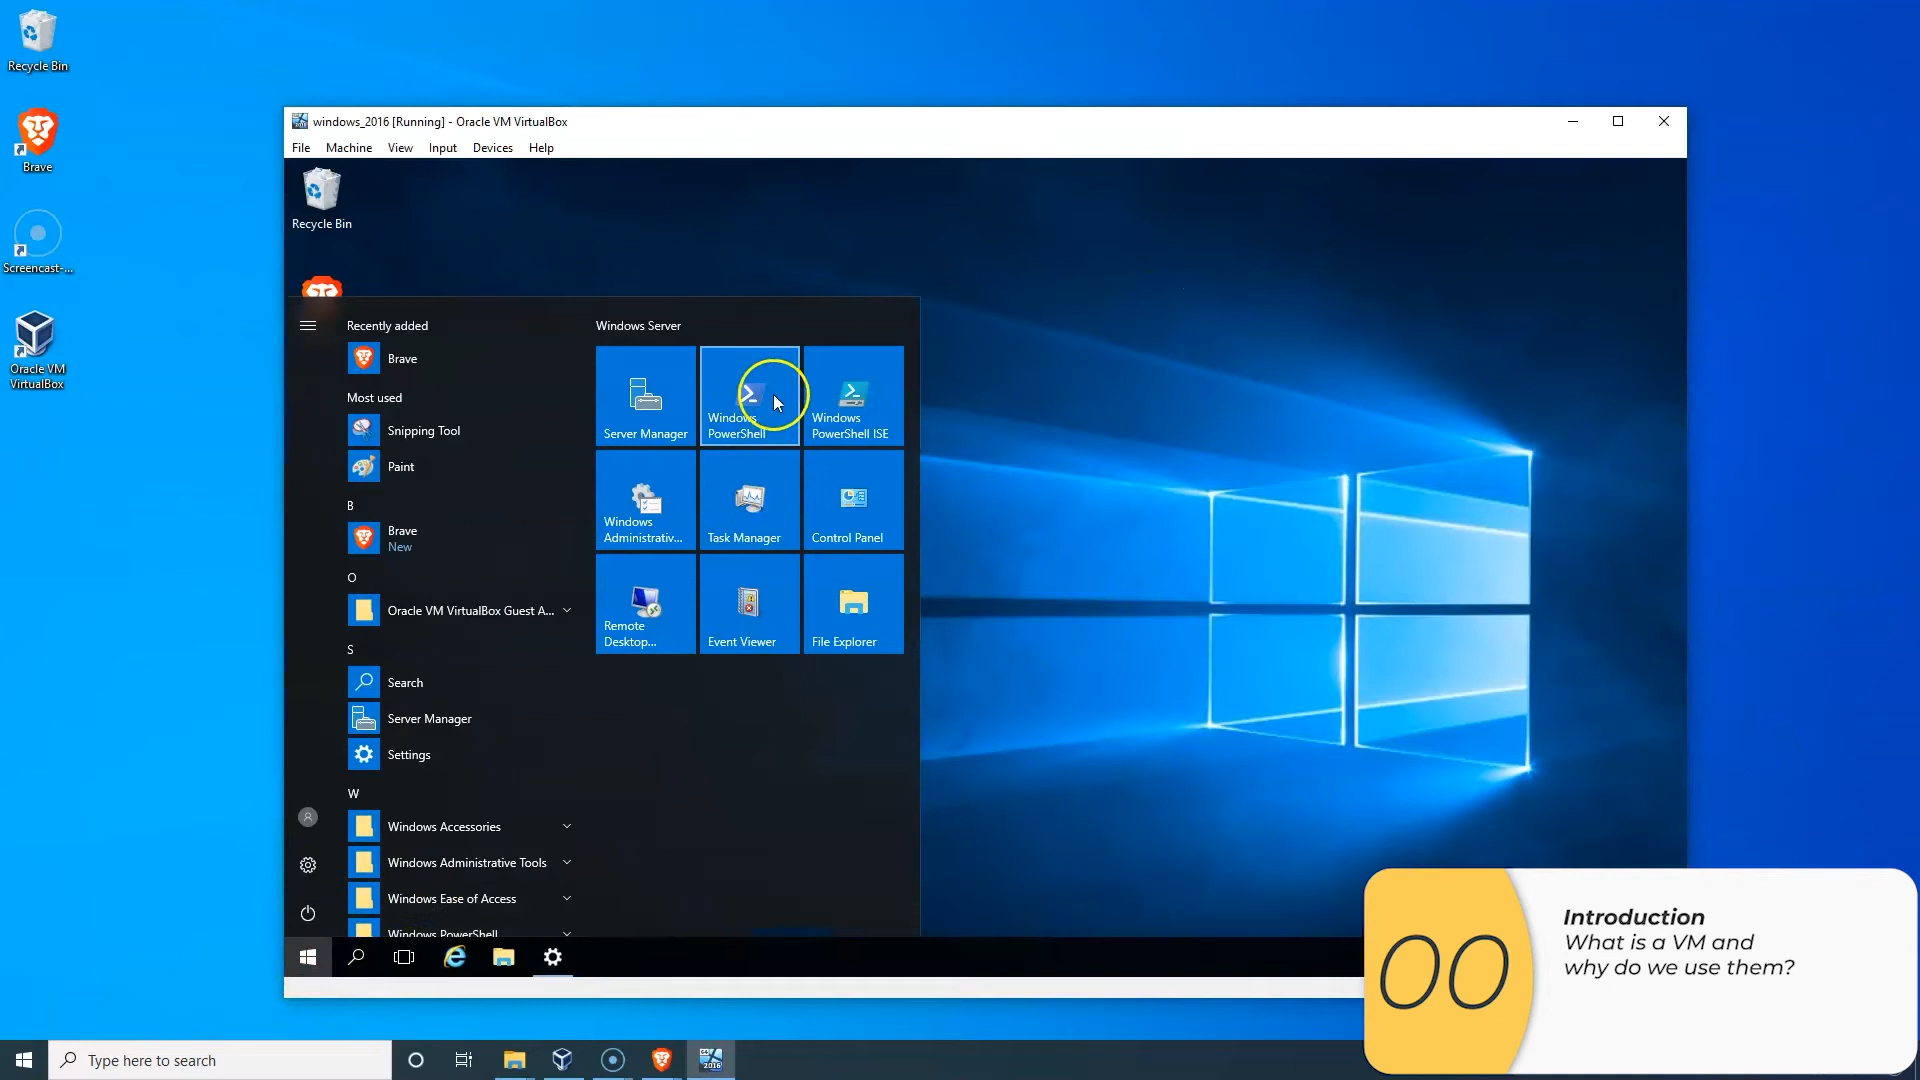 Recycle Bin
Brave
Screencast-...
Oracle VM
VirtualBox
windows_2016 [Running] - Oracle VM VirtualBox
File Machine View Input Devices Help
Recycle Bin
Recently added
Brave
Most used
Snipping Tool
Paint
B
Brave
New
O
Oracle VM VirtualBox Guest A...
S
Search
Server Manager
Settings
W
Windows Accessories
Windows Administrative Tools
Windows Ease of Access
Windows PowerShell
Windows Server
Server Manager
Windows
PowerShell
Windows
PowerShell ISE
Windows
Administrativ...
Task Manager
Control Panel
Remote
Desktop...
Event Viewer
File Explorer
00
Introduction
What is a VM and
why do we use them?
Type here to search
2016